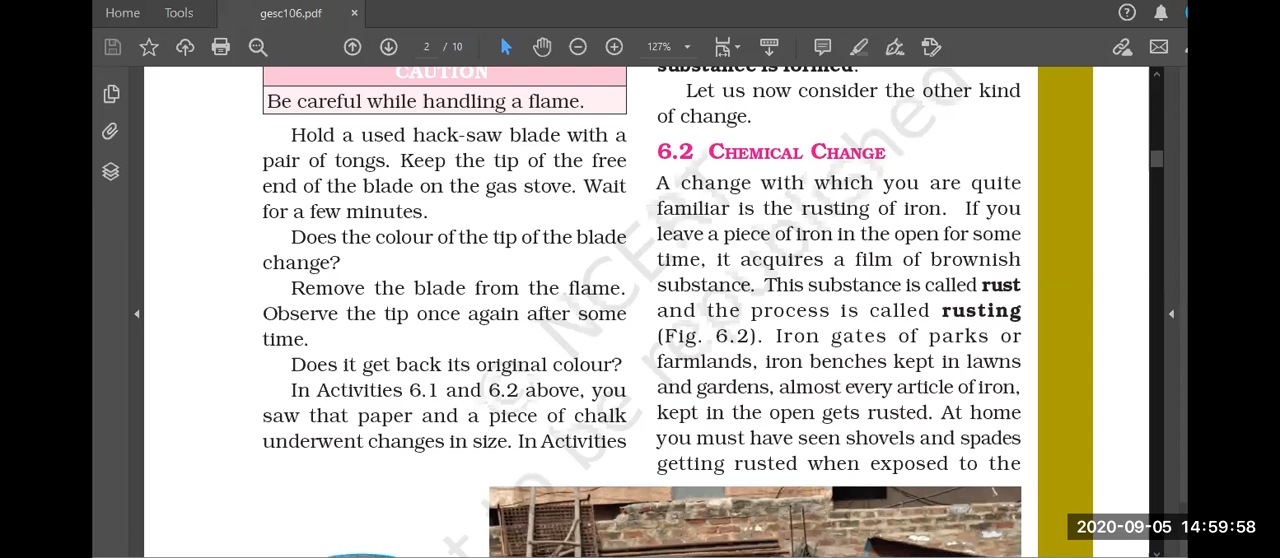 Home Tools gesc106.pdf ×
2 / 10 127%
CAUTION
Be careful while handling a flame.
Hold a used hack-saw blade with a
pair of tongs. Keep the tip of the free
end of the blade on the gas stove. Wait
for a few minutes.
Does the colour of the tip of the blade
change?
Remove the blade from the flame.
Observe the tip once again after some
time.
Does it get back its original colour?
In Activities 6.1 and 6.2 above, you
saw that paper and a piece of chalk
underwent changes in size. In Activities
substance is formed.
Let us now consider the other kind
of change.
6.2 CHEMICAL CHANGE
A change with which you are quite
familiar is the rusting of iron. If you
leave a piece of iron in the open for some
time, it acquires a film of brownish
substance. This substance is called rust
and the process is called rusting
(Fig. 6.2). Iron gates of parks or
farmlands, iron benches kept in lawns
and gardens, almost every article of iron,
kept in the open gets rusted. At home
you must have seen shovels and spades
getting rusted when exposed to the
© NCERT
to be republished
2020-09-05 14:59:58